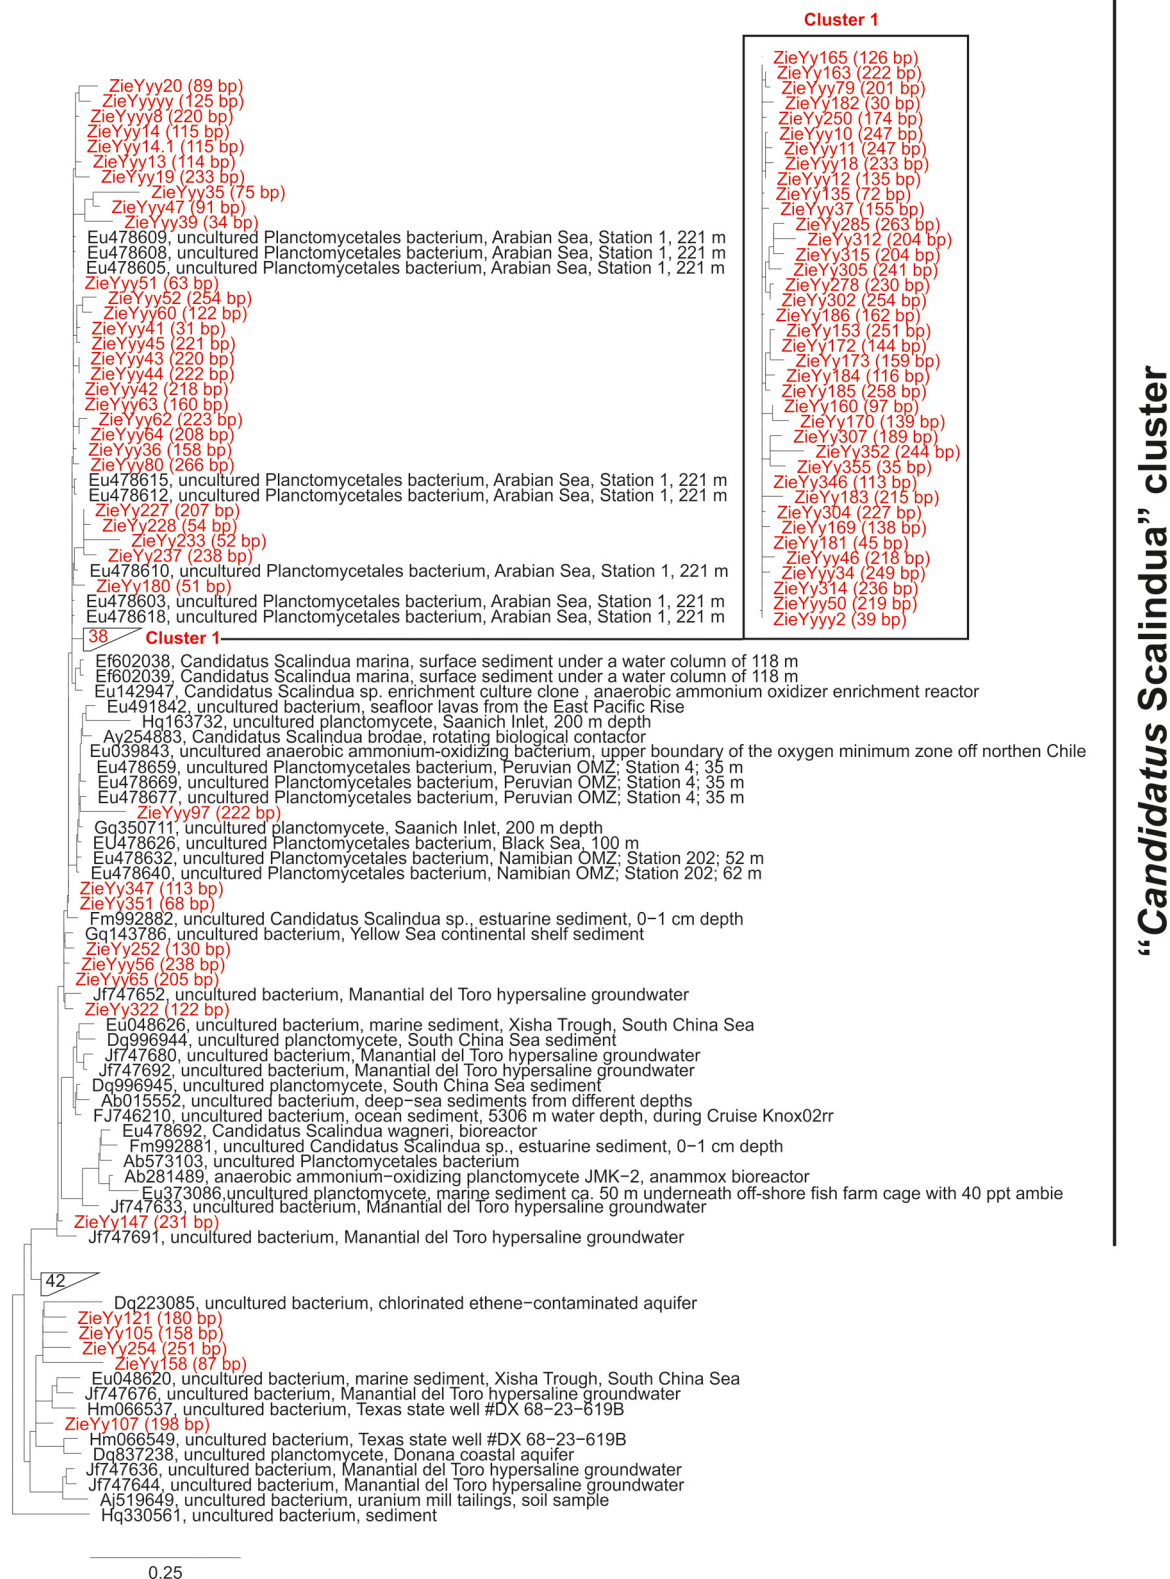 Cluster 1
ZieYy165 (126 bp)
ZieYy163 (222 bp)
ZieYyy79 (201 bp)
ZieYy182 (30 bp)
ZieYy250 (174 bp)
ZieYyy10 (247 bp)
ZieYyy11 (247 bp)
ZieYyy18 (233 bp)
ZieYyy12 (135 bp)
ZieYy135 (72 bp)
ZieYyy37 (155 bp)
ZieYy285 (263 bp)
ZieYy312 (204 bp)
ZieYy315 (204 bp)
ZieYy305 (241 bp)
ZieYy278 (230 bp)
ZieYy302 (254 bp)
ZieYy186 (162 bp)
ZieYy153 (251 bp)
ZieYy172 (144 bp)
ZieYy173 (159 bp)
ZieYy184 (116 bp)
ZieYy185 (258 bp)
ZieYy160 (97 bp)
ZieYy170 (139 bp)
ZieYy307 (189 bp)
ZieYy352 (244 bp)
ZieYy355 (35 bp)
ZieYy346 (113 bp)
ZieYy183 (215 bp)
ZieYy304 (227 bp)
ZieYy169 (138 bp)
ZieYy181 (45 bp)
ZieYyy46 (218 bp)
ZieYyy34 (249 bp)
ZieYy314 (236 bp)
ZieYyy50 (219 bp)
ZieYyyy2 (39 bp)
ZieYyy20 (89 bp)
ZieYyyyy (125 bp)
ZieYyyy8 (220 bp)
ZieYyy14 (115 bp)
ZieYyy14.1 (115 bp)
ZieYyy13 (114 bp)
ZieYyy19 (233 bp)
ZieYyy35 (75 bp)
ZieYyy47 (91 bp)
ZieYyy39 (34 bp)
Eu478609, uncultured Planctomycetales bacterium, Arabian Sea, Station 1, 221 m
Eu478608, uncultured Planctomycetales bacterium, Arabian Sea, Station 1, 221 m
Eu478605, uncultured Planctomycetales bacterium, Arabian Sea, Station 1, 221 m
ZieYyy51 (63 bp)
ZieYyy52 (254 bp)
ZieYyy60 (122 bp)
ZieYyy41 (31 bp)
ZieYyy45 (221 bp)
ZieYyy43 (220 bp)
ZieYyy44 (222 bp)
ZieYyy42 (218 bp)
ZieYyy63 (160 bp)
ZieYyy62 (223 bp)
ZieYyy64 (208 bp)
ZieYyy36 (158 bp)
ZieYyy80 (266 bp)
Eu478615, uncultured Planctomycetales bacterium, Arabian Sea, Station 1, 221 m
Eu478612, uncultured Planctomycetales bacterium, Arabian Sea, Station 1, 221 m
ZieYy227 (207 bp)
ZieYy228 (54 bp)
ZieYy233 (52 bp)
ZieYy237 (238 bp)
Eu478610, uncultured Planctomycetales bacterium, Arabian Sea, Station 1, 221 m
ZieYy180 (51 bp)
Eu478603, uncultured Planctomycetales bacterium, Arabian Sea, Station 1, 221 m
Eu478618, uncultured Planctomycetales bacterium, Arabian Sea, Station 1, 221 m
38 Cluster 1
Ef602038, Candidatus Scalindua marina, surface sediment under a water column of 118 m
Ef602039, Candidatus Scalindua marina, surface sediment under a water column of 118 m
Eu142947, Candidatus Scalindua sp. enrichment culture clone , anaerobic ammonium oxidizer enrichment reactor
Eu491842, uncultured bacterium, seafloor lavas from the East Pacific Rise
Hq163732, uncultured planctomycete, Saanich Inlet, 200 m depth
Ay254883, Candidatus Scalindua brodae, rotating biological contactor
Eu039843, uncultured anaerobic ammonium-oxidizing bacterium, upper boundary of the oxygen minimum zone off northen Chile
Eu478659, uncultured Planctomycetales bacterium, Peruvian OMZ; Station 4; 35 m
Eu478669, uncultured Planctomycetales bacterium, Peruvian OMZ; Station 4; 35 m
Eu478677, uncultured Planctomycetales bacterium, Peruvian OMZ; Station 4; 35 m
ZieYyy97 (222 bp)
Gq350711, uncultured planctomycete, Saanich Inlet, 200 m depth
EU478626, uncultured Planctomycetales bacterium, Black Sea, 100 m
Eu478632, uncultured Planctomycetales bacterium, Namibian OMZ; Station 202; 52 m
Eu478640, uncultured Planctomycetales bacterium, Namibian OMZ; Station 202; 62 m
ZieYy347 (113 bp)
ZieYy351 (68 bp)
Fm992882, uncultured Candidatus Scalindua sp., estuarine sediment, 0−1 cm depth
Gq143786, uncultured bacterium, Yellow Sea continental shelf sediment
ZieYy252 (130 bp)
ZieYyy56 (238 bp)
ZieYyy65 (205 bp)
Jf747652, uncultured bacterium, Manantial del Toro hypersaline groundwater
ZieYy322 (122 bp)
Eu048626, uncultured bacterium, marine sediment, Xisha Trough, South China Sea
Dq996944, uncultured planctomycete, South China Sea sediment
Jf747680, uncultured bacterium, Manantial del Toro hypersaline groundwater
Jf747692, uncultured bacterium, Manantial del Toro hypersaline groundwater
Dq996945, uncultured planctomycete, South China Sea sediment
Ab015552, uncultured bacterium, deep−sea sediments from different depths
FJ746210, uncultured bacterium, ocean sediment, 5306 m water depth, during Cruise Knox02rr
Eu478692, Candidatus Scalindua wagneri, bioreactor
Fm992881, uncultured Candidatus Scalindua sp., estuarine sediment, 0−1 cm depth
Ab573103, uncultured Planctomycetales bacterium
Ab281489, anaerobic ammonium−oxidizing planctomycete JMK−2, anammox bioreactor
Eu373086,uncultured planctomycete, marine sediment ca. 50 m underneath off-shore fish farm cage with 40 ppt ambie
Jf747633, uncultured bacterium, Manantial del Toro hypersaline groundwater
ZieYy147 (231 bp)
Jf747691, uncultured bacterium, Manantial del Toro hypersaline groundwater
42
Dq223085, uncultured bacterium, chlorinated ethene−contaminated aquifer
ZieYy121 (180 bp)
ZieYy105 (158 bp)
ZieYy254 (251 bp)
ZieYy158 (87 bp)
Eu048620, uncultured bacterium, marine sediment, Xisha Trough, South China Sea
Jf747676, uncultured bacterium, Manantial del Toro hypersaline groundwater
Hm066537, uncultured bacterium, Texas state well #DX 68−23−619B
ZieYy107 (198 bp)
Hm066549, uncultured bacterium, Texas state well #DX 68−23−619B
Dq837238, uncultured planctomycete, Donana coastal aquifer
Jf747636, uncultured bacterium, Manantial del Toro hypersaline groundwater
Jf747644, uncultured bacterium, Manantial del Toro hypersaline groundwater
Aj519649, uncultured bacterium, uranium mill tailings, soil sample
Hq330561, uncultured bacterium, sediment
0.25
“Candidatus Scalindua” cluster